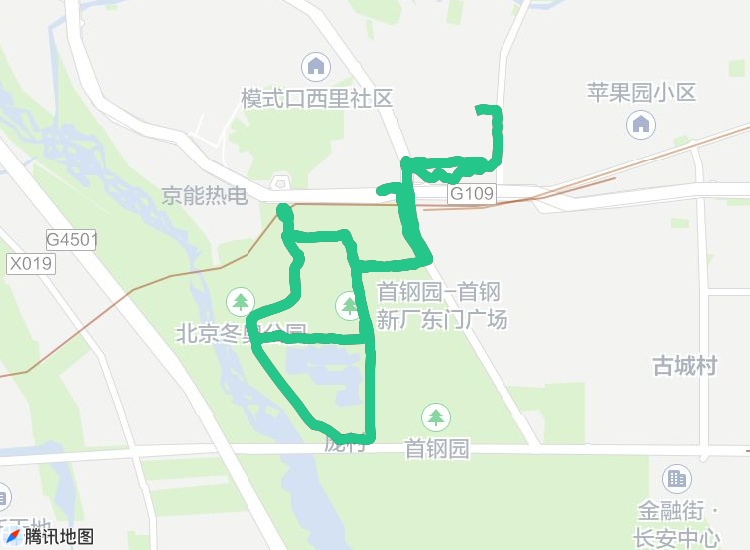 模式口西里社区
苹果园小区
京能热电
G109
G4501
X019
首钢园-首钢
新厂东门广场
北京冬奥公园
古城村
庞村
首钢园
金融街·
长安中心
腾讯地图